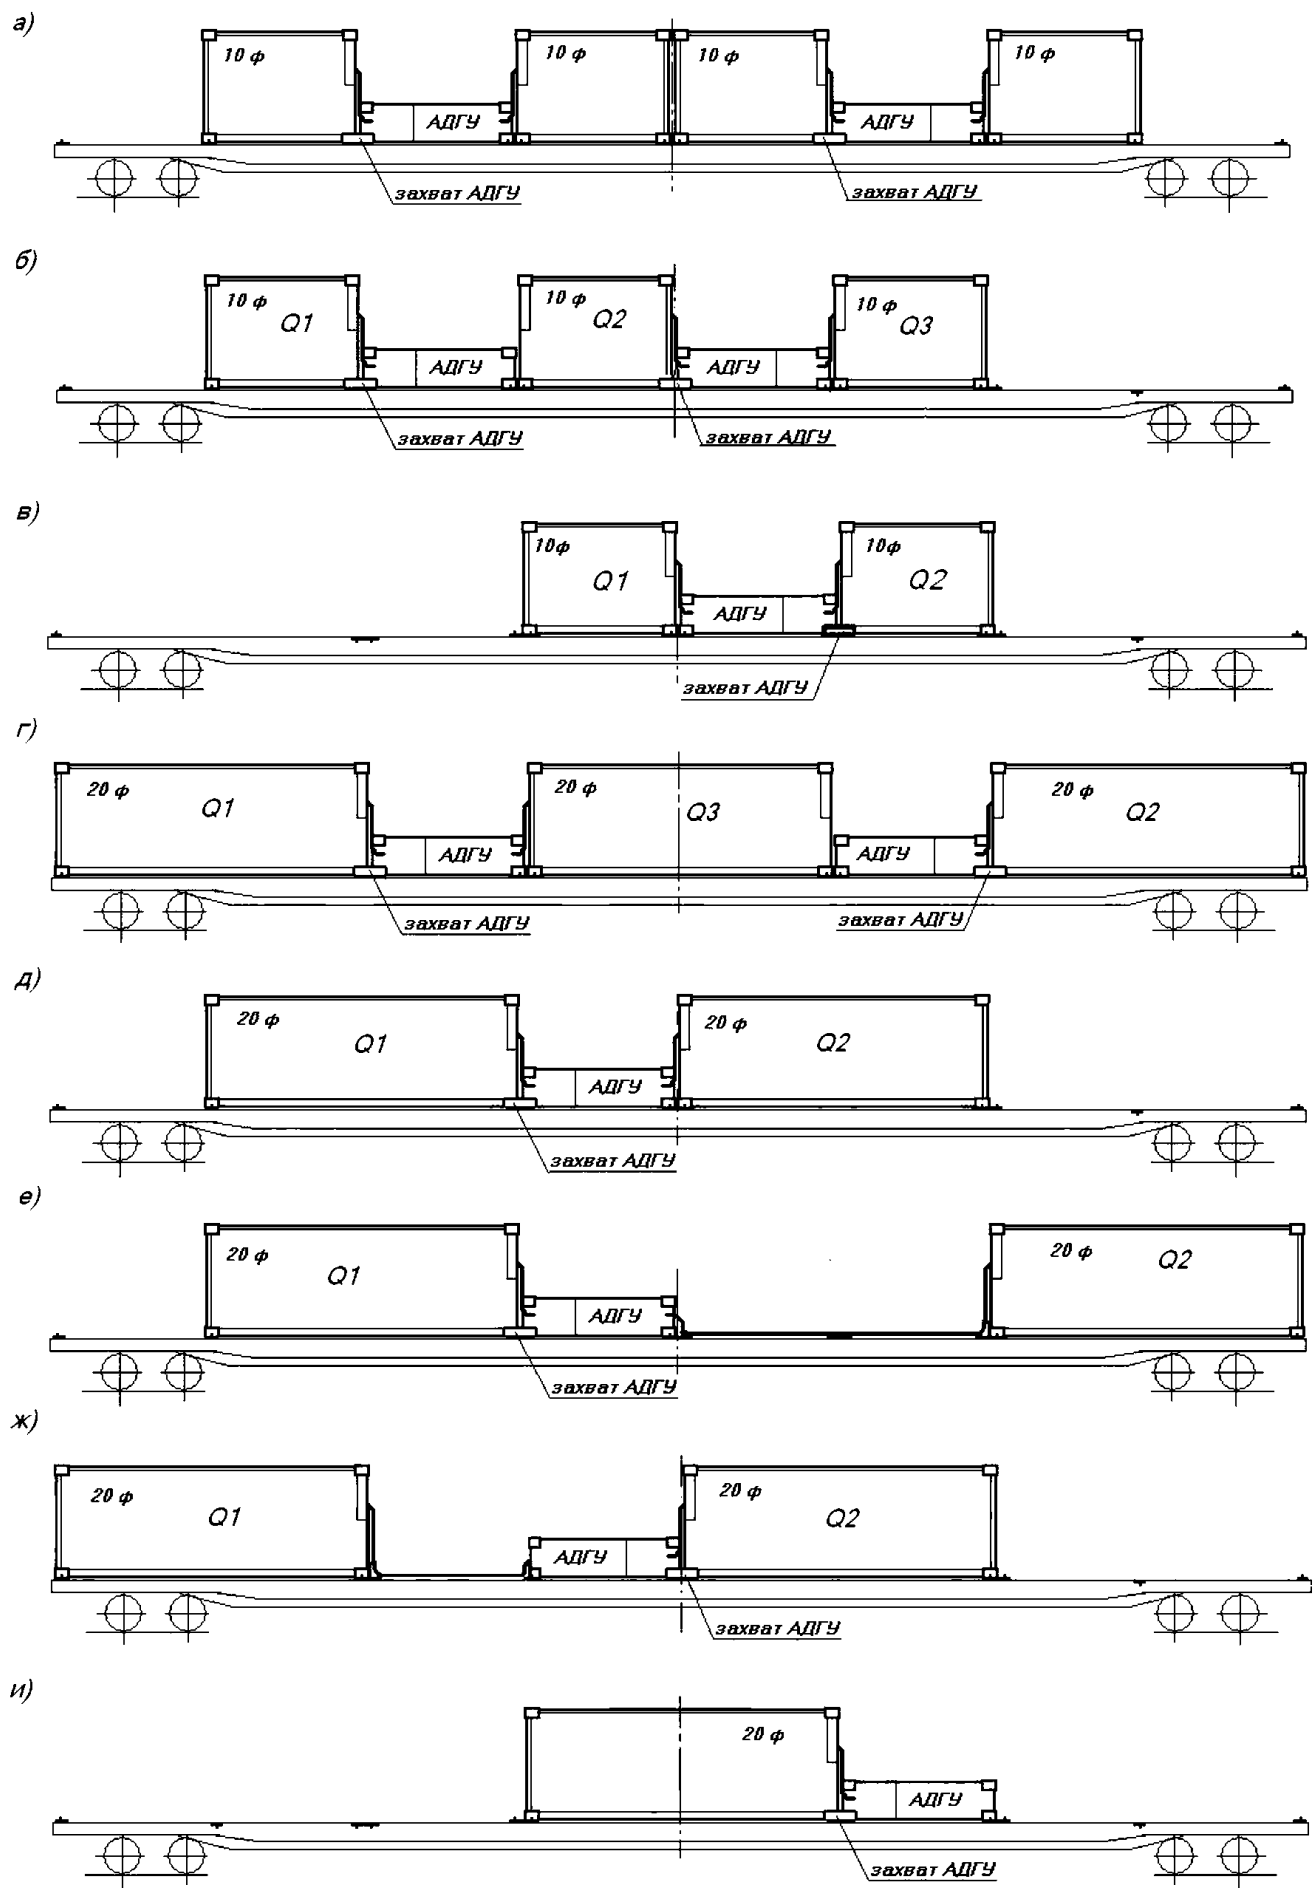 а)
10 ф 10 ф 10 ф 10 ф
АДГУ АДГУ
захват АДГУ захват АДГУ
б)
10 ф Q1 10 ф Q2 10 ф Q3
АДГУ АДГУ
захват АДГУ захват АДГУ
в)
10ф Q1 10ф Q2
АДГУ
захват АДГУ
г)
20 ф Q1 20 ф Q3 20 ф Q2
АДГУ АДГУ
захват АДГУ захват АДГУ
д)
20 ф Q1 20 ф Q2
АДГУ
захват АДГУ
е)
20 ф Q1 20 ф Q2
АДГУ
захват АДГУ
ж)
20 ф Q1 20 ф Q2
АДГУ
захват АДГУ
и)
20 ф
АДГУ
захват АДГУ